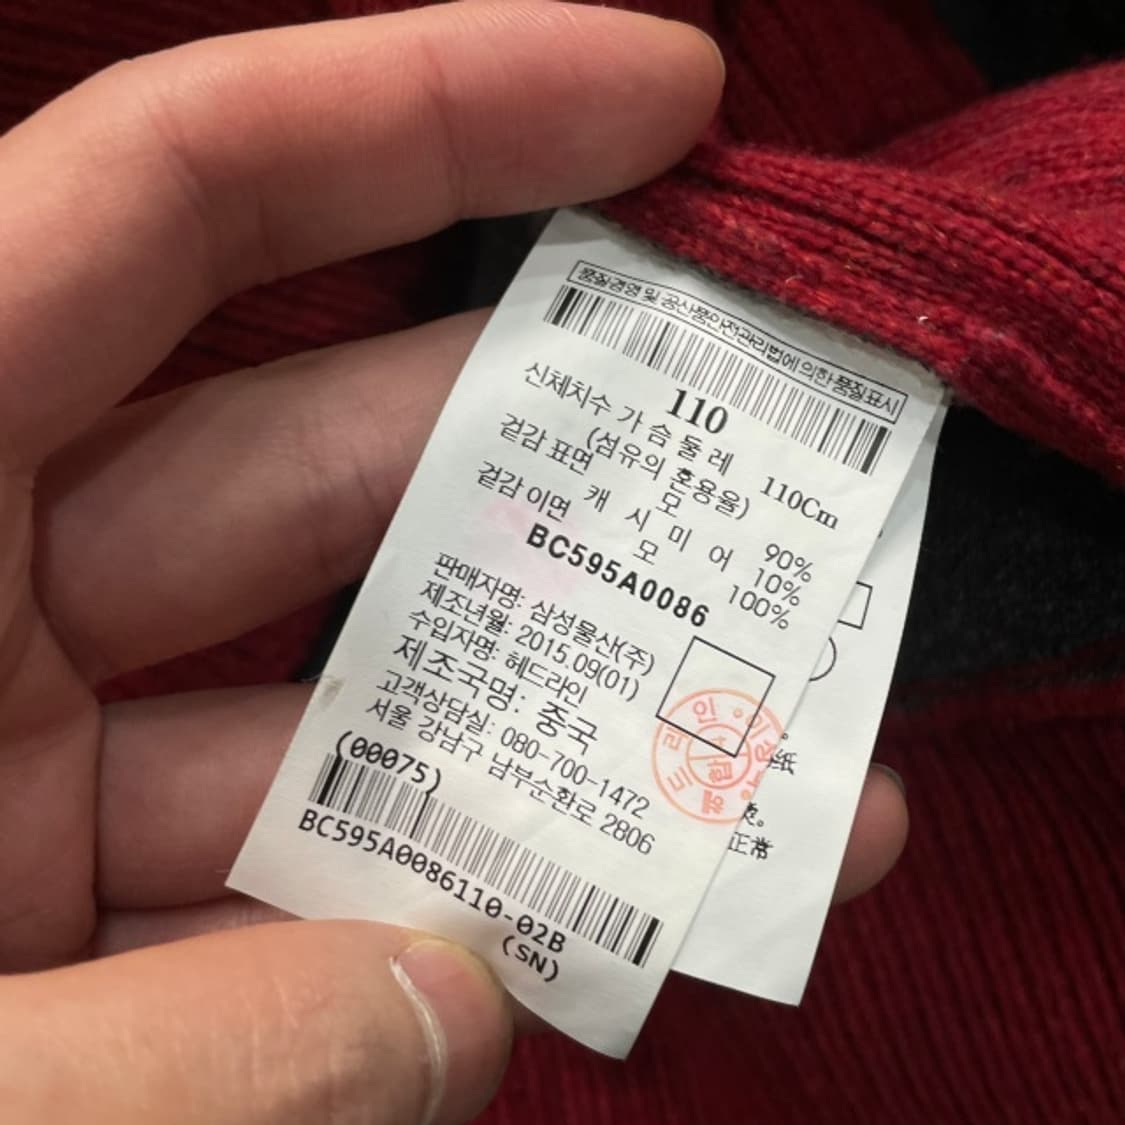 품질경영 및 공산품안전관리법에 의한 품질표시
110
신체치수 가슴둘레 110Cm
(섬유의 혼용율)
겉감 표면 모 90%
캐시미어 10%
겉감 이면 모 100%
BC595A0086
판매자명: 삼성물산(주)
제조년월: 2015.09(01)
수입자명: 헤드라인
제조국명: 중국
고객상담실: 080-700-1472
서울 강남구 남부순환로 2806
(00075)
BC595A0086110-02B
(SN)
纸
正常